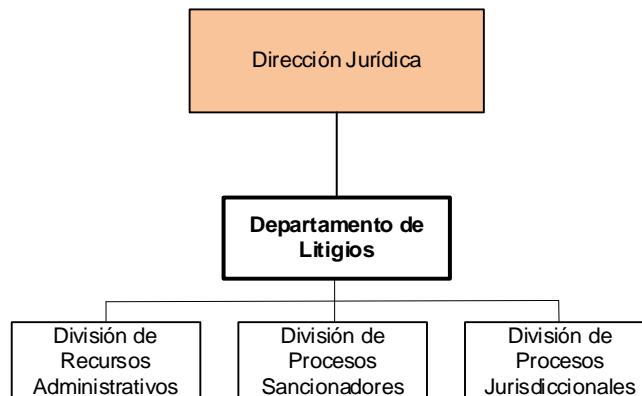 Dirección Jurídica
Departamento de
Litigios
División de
Recursos
Administrativos
División de
Procesos
Sancionadores
División de
Procesos
Jurisdiccionales